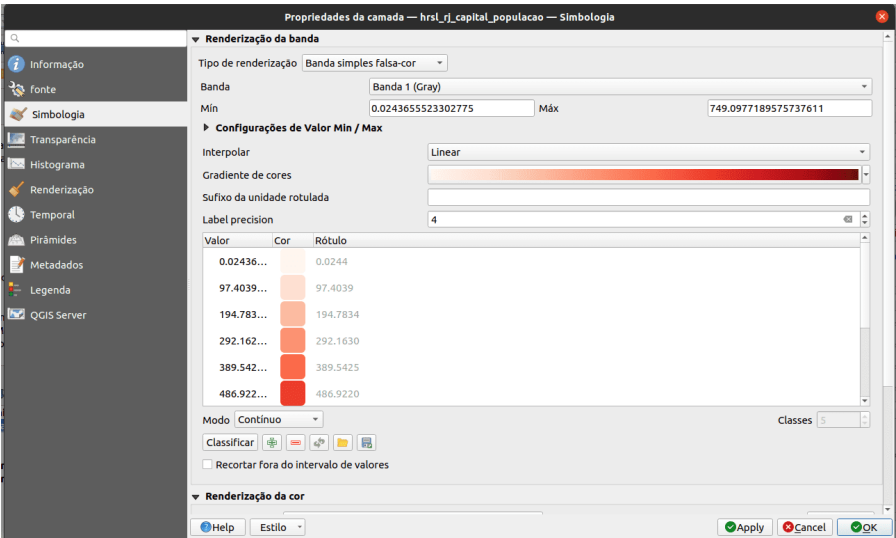 Propriedades da camada — hrsl_rj_capital_populacao — Simbologia
Informação
fonte
Simbologia
Transparência
Histograma
Renderização
Temporal
Pirâmides
Metadados
Legenda
QGIS Server
Renderização da banda
Tipo de renderização Banda simples falsa-cor
Banda Banda 1 (Gray)
Mín 0.0243655523302775 Máx 749.0977189575737611
Configurações de Valor Min / Max
Interpolar Linear
Gradiente de cores
Sufixo da unidade rotulada
Label precision 4
Valor Cor Rótulo
0.02436... 0.0244
97.4039... 97.4039
194.783... 194.7834
292.162... 292.1630
389.542... 389.5425
486.922... 486.9220
Modo Contínuo Classes 5
Classificar
Recortar fora do intervalo de valores
Renderização da cor
Help Estilo Apply Cancel OK